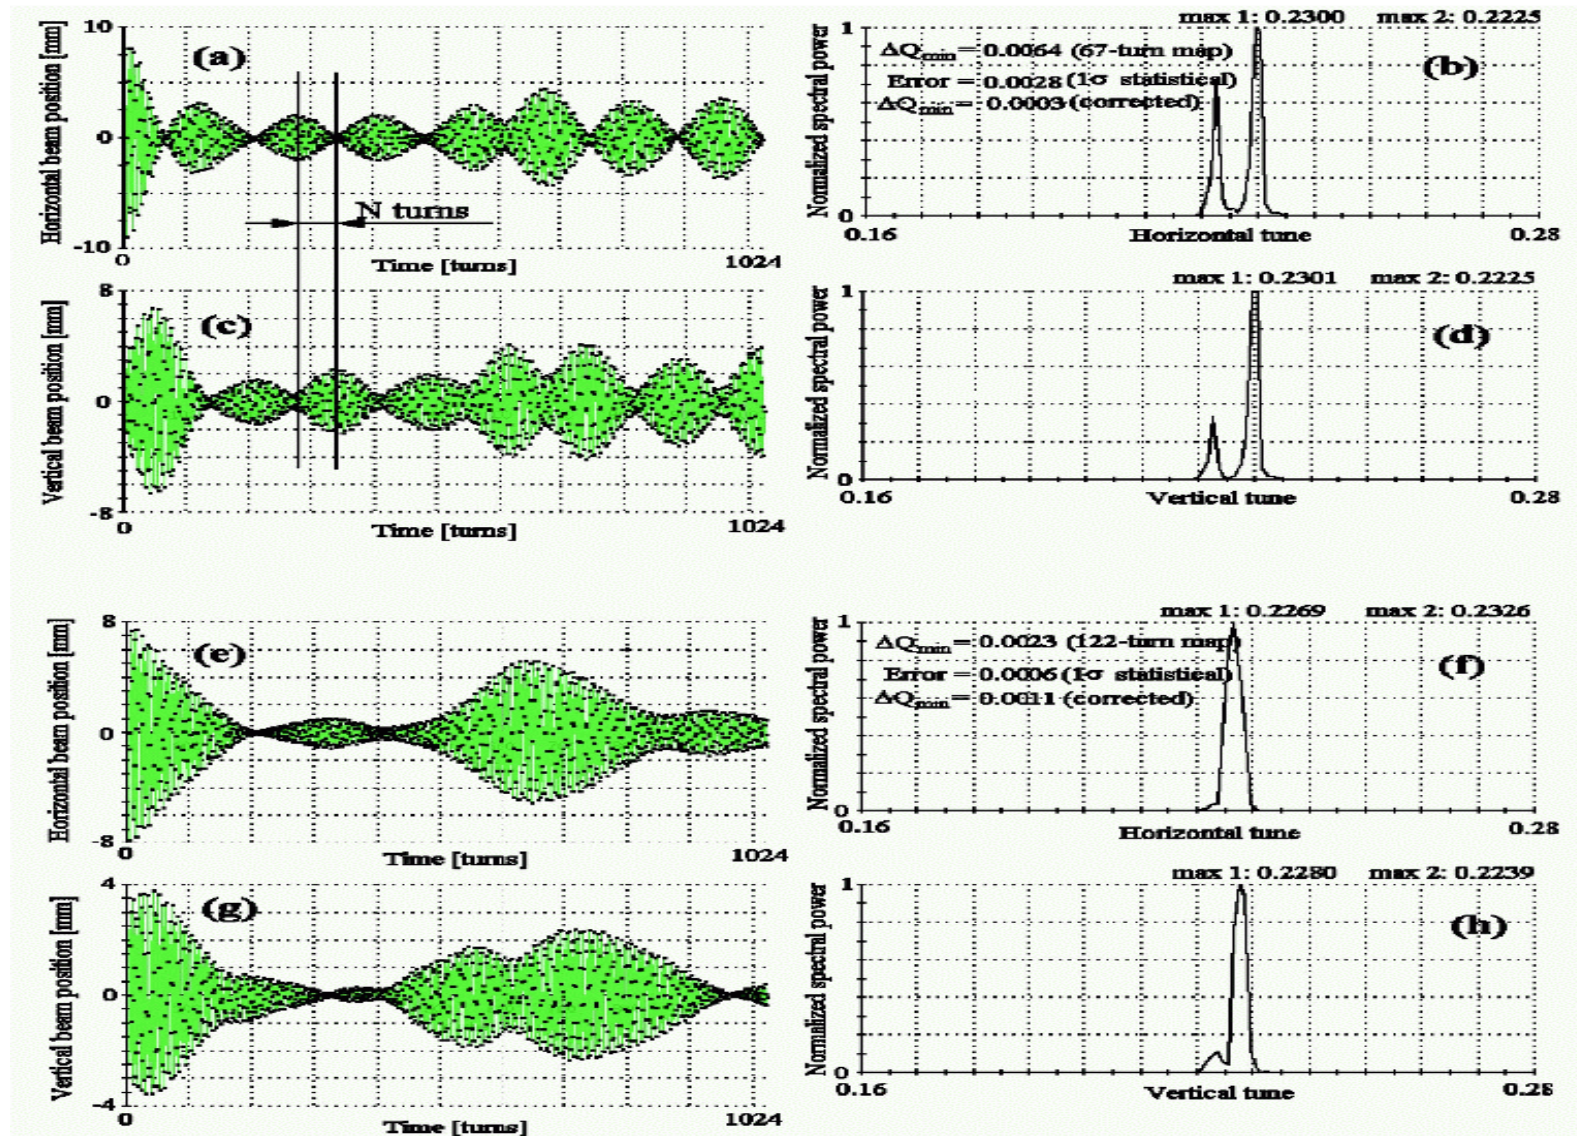 (a)
Horizontal beam position [mm]
10
0
-10
N turns
0
Time [turns]
1024
max 1: 0.2300 max 2: 0.2225
(b)
Normalized spectral power
1
0
ΔQmin = 0.0064 (67-turn map)
Error = 0.0028 (1σ statistical)
ΔQmin = 0.0003 (corrected)
0.16
Horizontal tune
0.28
(c)
Vertical beam position [mm]
8
0
-8
0
Time [turns]
1024
max 1: 0.2301 max 2: 0.2225
(d)
Normalized spectral power
1
0
0.16
Vertical tune
0.28
(e)
Horizontal beam position [mm]
8
0
-8
0
Time [turns]
1024
max 1: 0.2269 max 2: 0.2326
(f)
Normalized spectral power
1
0
ΔQmin = 0.0023 (122-turn map)
Error = 0.0006 (1σ statistical)
ΔQmin = 0.0011 (corrected)
0.16
Horizontal tune
0.28
(g)
Vertical beam position [mm]
4
0
-4
0
Time [turns]
1024
max 1: 0.2280 max 2: 0.2239
(h)
Normalized spectral power
1
0
0.16
Vertical tune
0.28